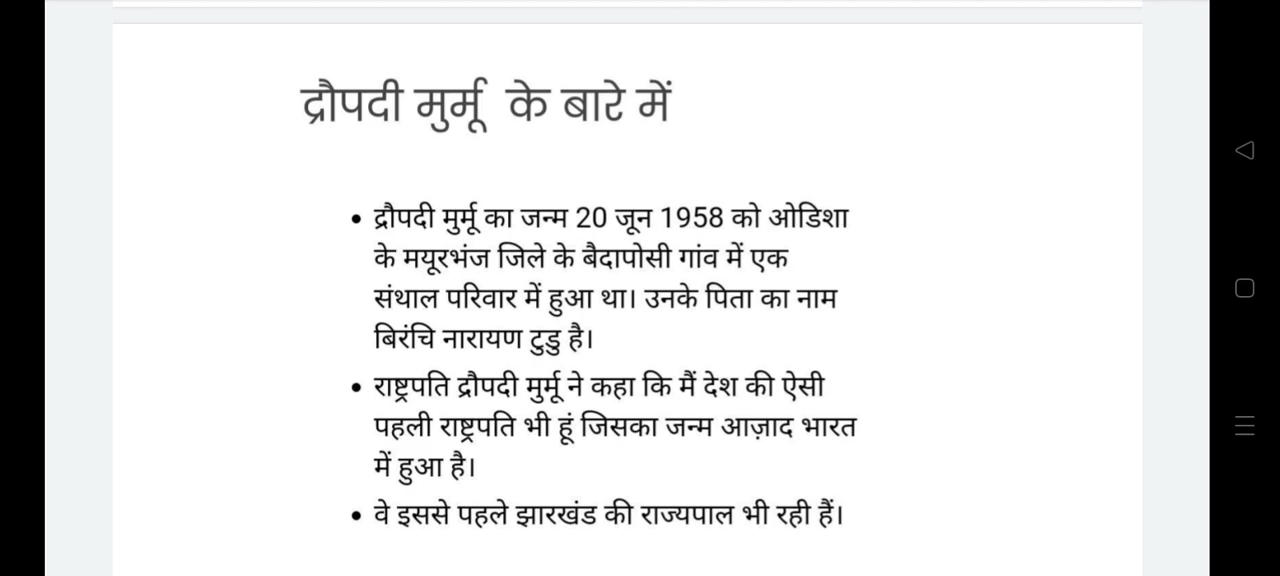 द्रौपदी मुर्मू के बारे में
• द्रौपदी मुर्मू का जन्म 20 जून 1958 को ओडिशा
के मयूरभंज जिले के बैदापोसी गांव में एक
संथाल परिवार में हुआ था। उनके पिता का नाम
बिरंचि नारायण टुडु है।
• राष्ट्रपति द्रौपदी मुर्मू ने कहा कि मैं देश की ऐसी
पहली राष्ट्रपति भी हूं जिसका जन्म आज़ाद भारत
में हुआ है।
• वे इससे पहले झारखंड की राज्यपाल भी रही हैं।